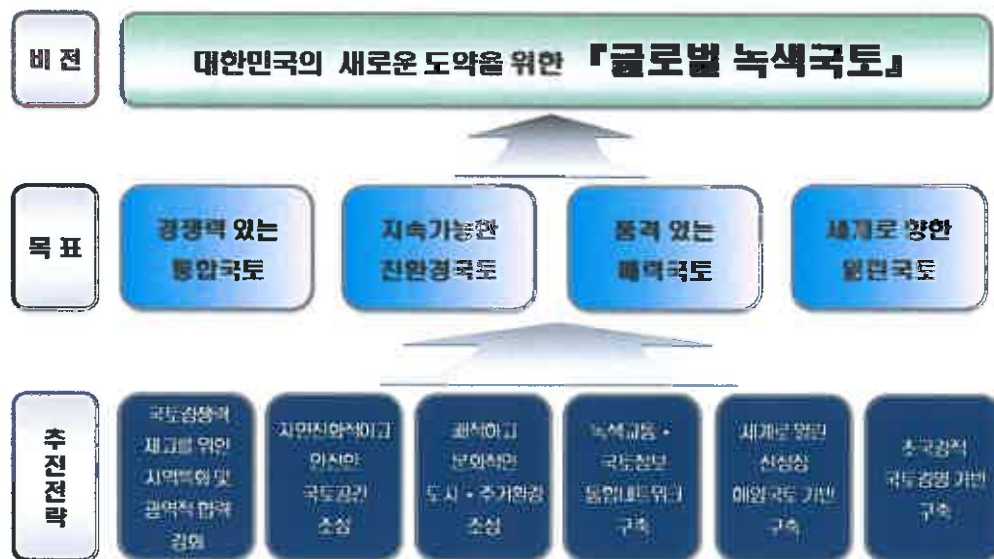 비 전
대한민국의 새로운 도약을 위한 『글로벌 녹색국토』
목 표
경쟁력 있는
통합국토
지속가능한
친환경국토
품격 있는
매력국토
세계로 향한
열린국토
추진전략
국토경쟁력
제고를 위한
지역특화 및
광역적 협력
강화
자연친화적이고
안전한
국토공간
조성
쾌적하고
문화적인
도시·주거환경
조성
녹색교통·
국토정보
통합네트워크
구축
세계로 열린
신성장
해양국토 기반
구축
초국경적
국토경영 기반
구축